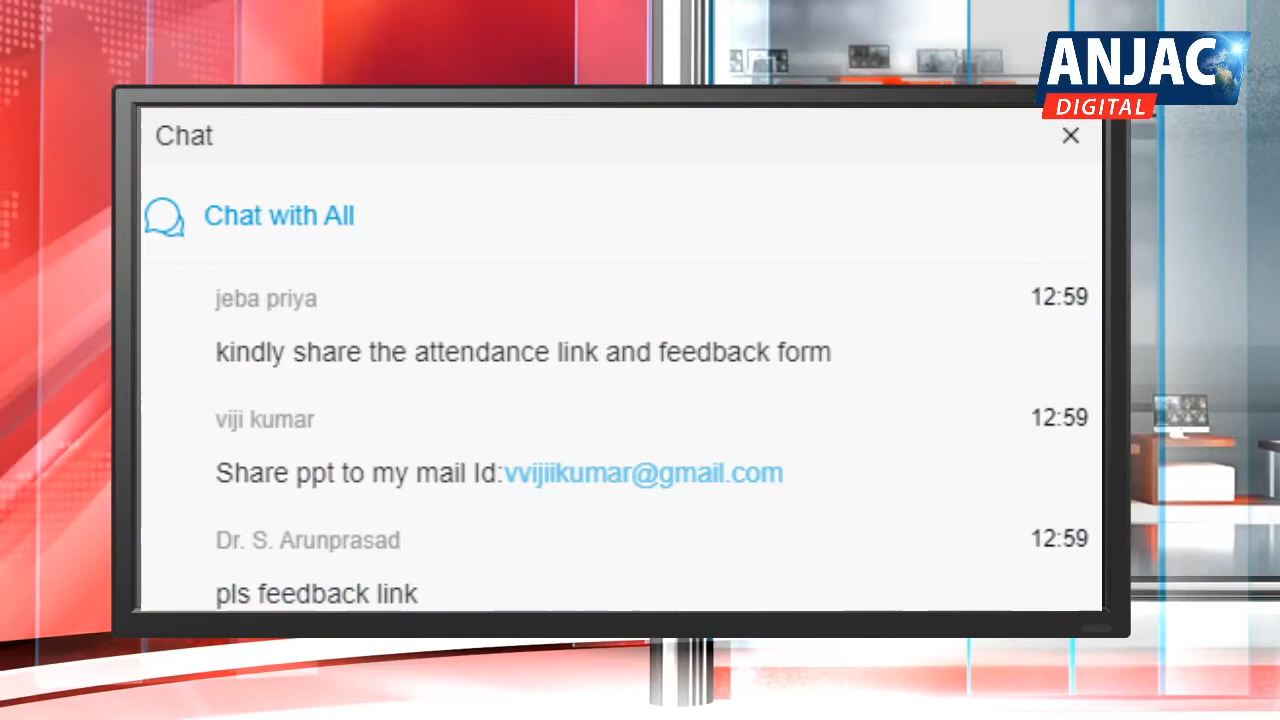 ANJAC
DIGITAL
Chat
Chat with All
jeba priya 12:59
kindly share the attendance link and feedback form
viji kumar 12:59
Share ppt to my mail Id:vvijiikumar@gmail.com
Dr. S. Arunprasad 12:59
pls feedback link